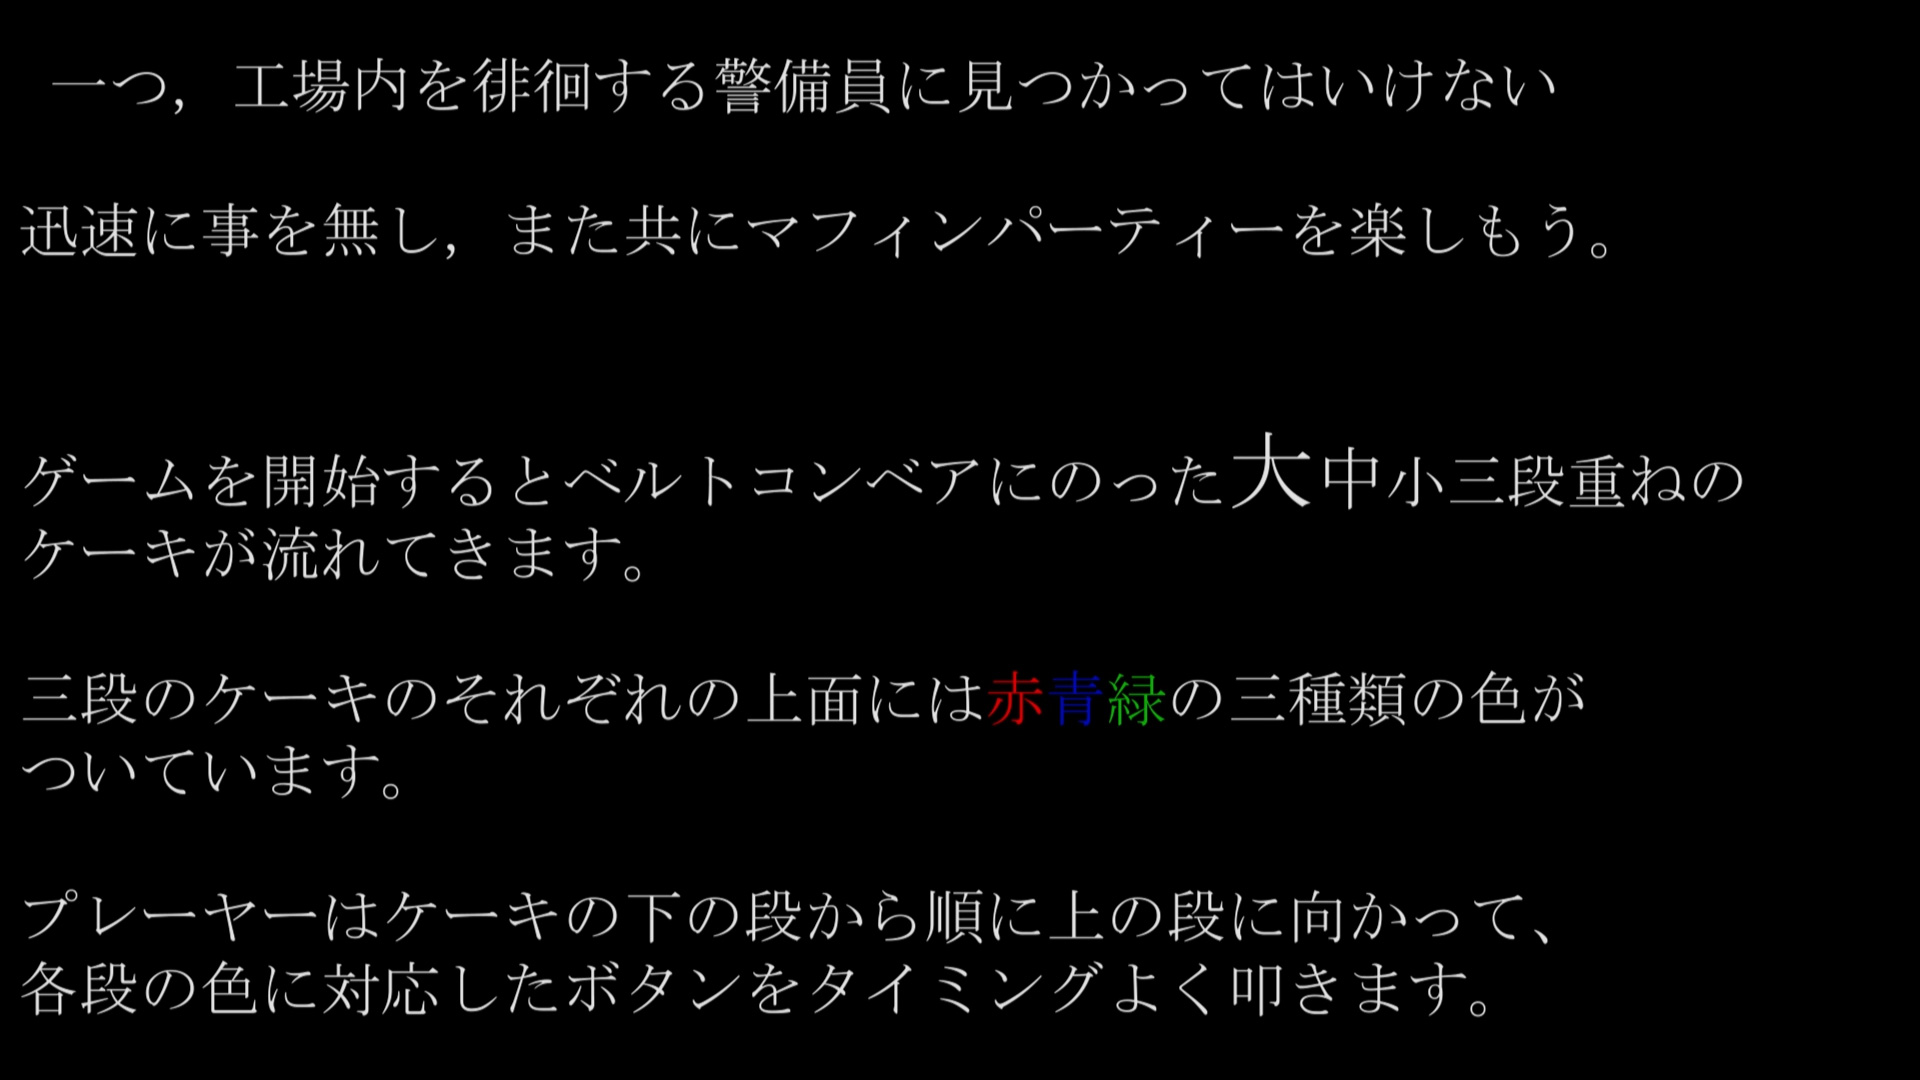 一つ，工場内を徘徊する警備員に見つかってはいけない
迅速に事を無し，また共にマフィンパーティーを楽しもう。
ゲームを開始するとベルトコンベアにのった大中小三段重ねの
ケーキが流れてきます。
三段のケーキのそれぞれの上面には赤青緑の三種類の色が
ついています。
プレーヤーはケーキの下の段から順に上の段に向かって、
各段の色に対応したボタンをタイミングよく叩きます。